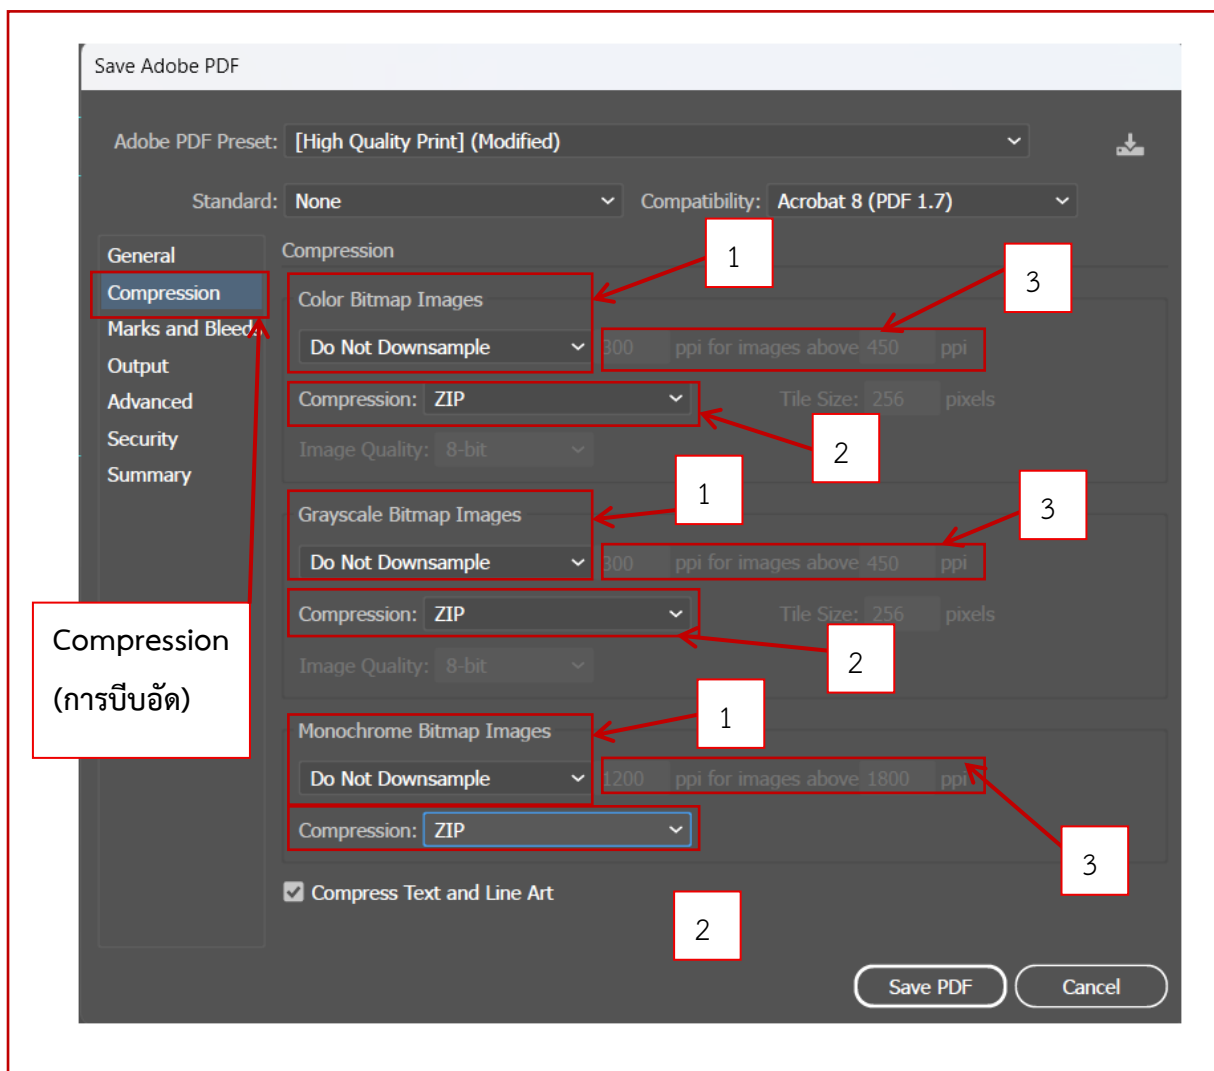 Save Adobe PDF
Adobe PDF Preset: [High Quality Print] (Modified)
Standard: None Compatibility: Acrobat 8 (PDF 1.7)
General
Compression
Marks and Bleeds
Output
Advanced
Security
Summary
Compression
1
3
Color Bitmap Images
Do Not Downsample 300 ppi for images above 450 ppi
Compression: ZIP Tile Size: 256 pixels
2
Image Quality: 8-bit
1
3
Grayscale Bitmap Images
Do Not Downsample 300 ppi for images above 450 ppi
Compression: ZIP Tile Size: 256 pixels
2
Image Quality: 8-bit
Compression
(การบีบอัด)
1
Monochrome Bitmap Images
Do Not Downsample 1200 ppi for images above 1800 ppi
Compression: ZIP
3
Compress Text and Line Art
2
Save PDF Cancel